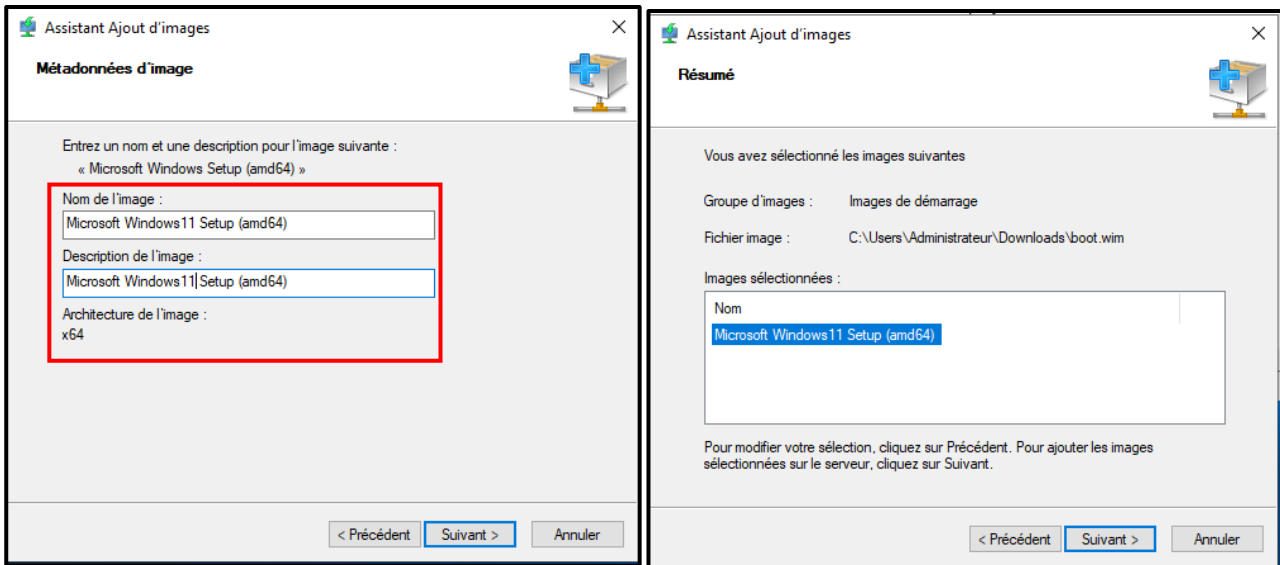 Assistant Ajout d'images
Métadonnées d'image
Entrez un nom et une description pour l'image suivante :
« Microsoft Windows Setup (amd64) »
Nom de l'image :
Microsoft Windows11 Setup (amd64)
Description de l'image :
Microsoft Windows11 Setup (amd64)
Architecture de l'image :
x64
< Précédent
Suivant >
Annuler
Assistant Ajout d'images
Résumé
Vous avez sélectionné les images suivantes
Groupe d'images : Images de démarrage
Fichier image : C:\Users\Administrateur\Downloads\boot.wim
Images sélectionnées :
Nom
Microsoft Windows11 Setup (amd64)
Pour modifier votre sélection, cliquez sur Précédent. Pour ajouter les images
sélectionnées sur le serveur, cliquez sur Suivant.
< Précédent
Suivant >
Annuler